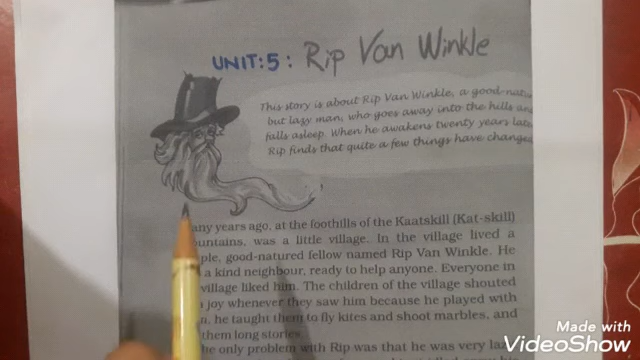 UNIT:5: Rip Van Winkle
This story is about Rip Van Winkle, a good-natu
but lazy man, who goes away into the hills and
falls asleep. When he awakens twenty years late
Rip finds that quite a few things have changed
any years ago, at the foothills of the Kaatskill (Kat-skill)
ountains, was a little village. In the village lived a
ple, good-natured fellow named Rip Van Winkle. He
a kind neighbour, ready to help anyone. Everyone in
village liked him. The children of the village shouted
joy whenever they saw him because he played with
n, he taught them to fly kites and shoot marbles, and
them long stories.
he only problem with Rip was that he was very laz
Made with
VideoShow